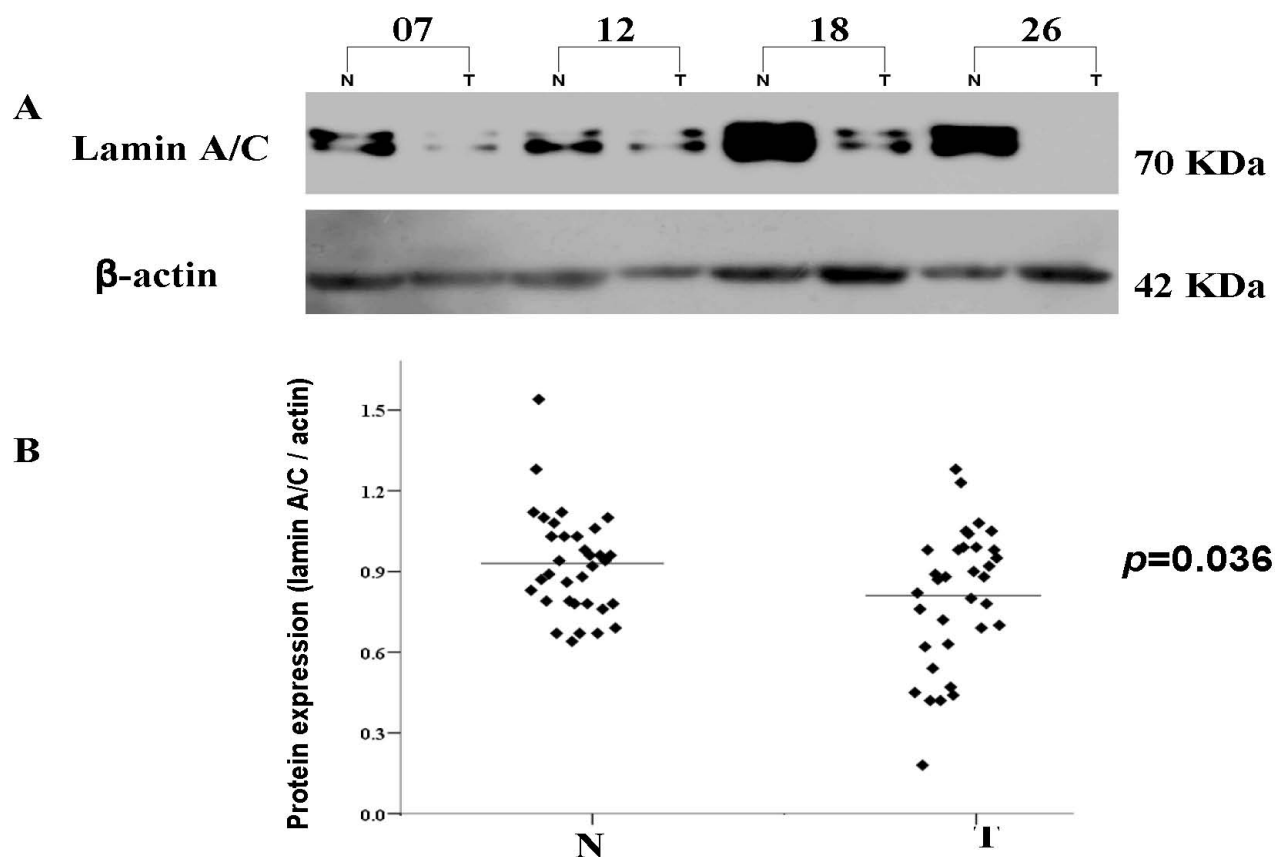 07 12 18 26
N T N T N T N T
A
Lamin A/C
70 KDa
β-actin
42 KDa
B
Protein expression (lamin A/C / actin)
1.5
1.2
0.9
0.6
0.3
0.0
p=0.036
N T